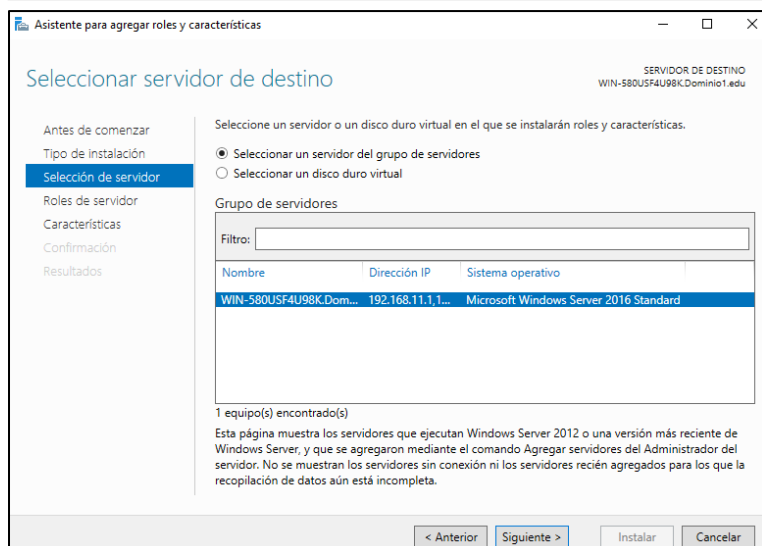 Asistente para agregar roles y características
Seleccionar servidor de destino
SERVIDOR DE DESTINO
WIN-580USF4U98K.Dominio1.edu
Antes de comenzar
Tipo de instalación
Selección de servidor
Roles de servidor
Características
Confirmación
Resultados
Seleccione un servidor o un disco duro virtual en el que se instalarán roles y características.
Seleccionar un servidor del grupo de servidores
Seleccionar un disco duro virtual
Grupo de servidores
Filtro:
Nombre Dirección IP Sistema operativo
WIN-580USF4U98K.Dom... 192.168.11.1,1... Microsoft Windows Server 2016 Standard
1 equipo(s) encontrado(s)
Esta página muestra los servidores que ejecutan Windows Server 2012 o una versión más reciente de
Windows Server, y que se agregaron mediante el comando Agregar servidores del Administrador del
servidor. No se muestran los servidores sin conexión ni los servidores recién agregados para los que la
recopilación de datos aún está incompleta.
< Anterior Siguiente > Instalar Cancelar